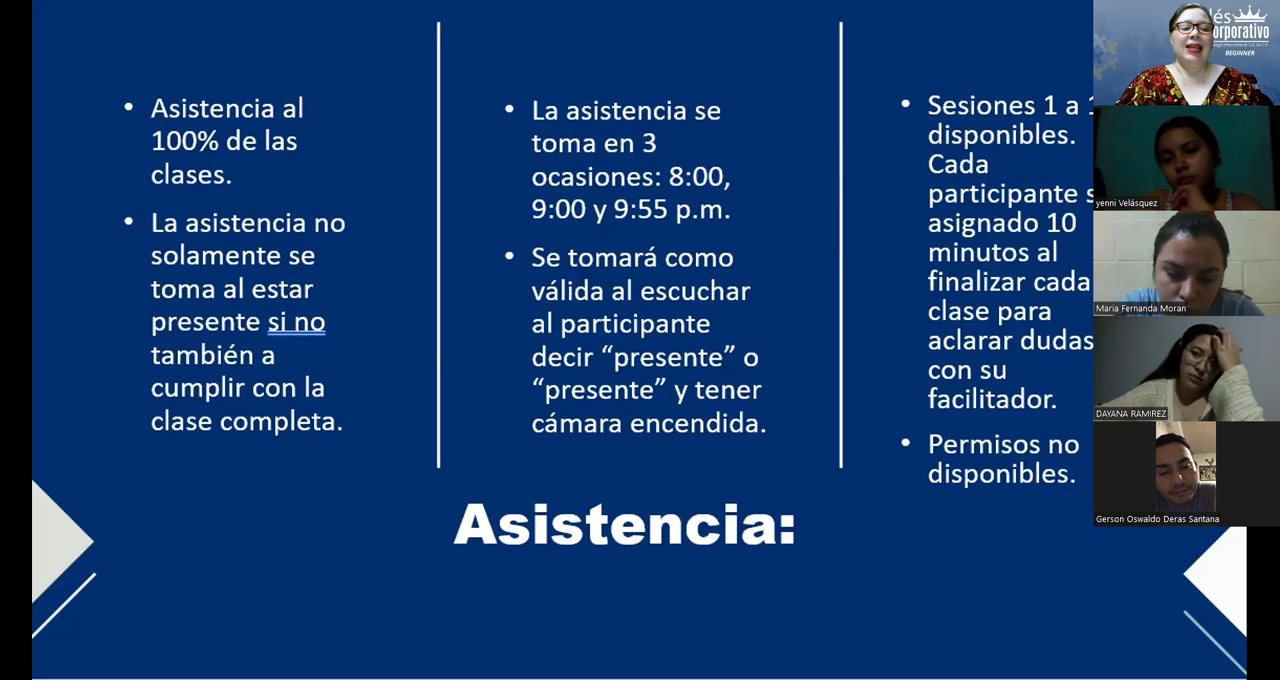 Asistencia al
100% de las
clases.
La asistencia no
solamente se
toma al estar
presente si no
también a
cumplir con la
clase completa.
La asistencia se
toma en 3
ocasiones: 8:00,
9:00 y 9:55 p.m.
Se tomará como
válida al escuchar
al participante
decir “presente” o
“presente” y tener
cámara encendida.
Sesiones 1 a
disponibles.
Cada
participante
asignado 10
minutos al
finalizar cada
clase para
aclarar dudas
con su
facilitador.
Permisos no
disponibles.
Asistencia:
BEGINNER
yenni Velásquez
Maria Fernanda Moran
DAYANA RAMIREZ
Gerson Oswaldo Deras Santana